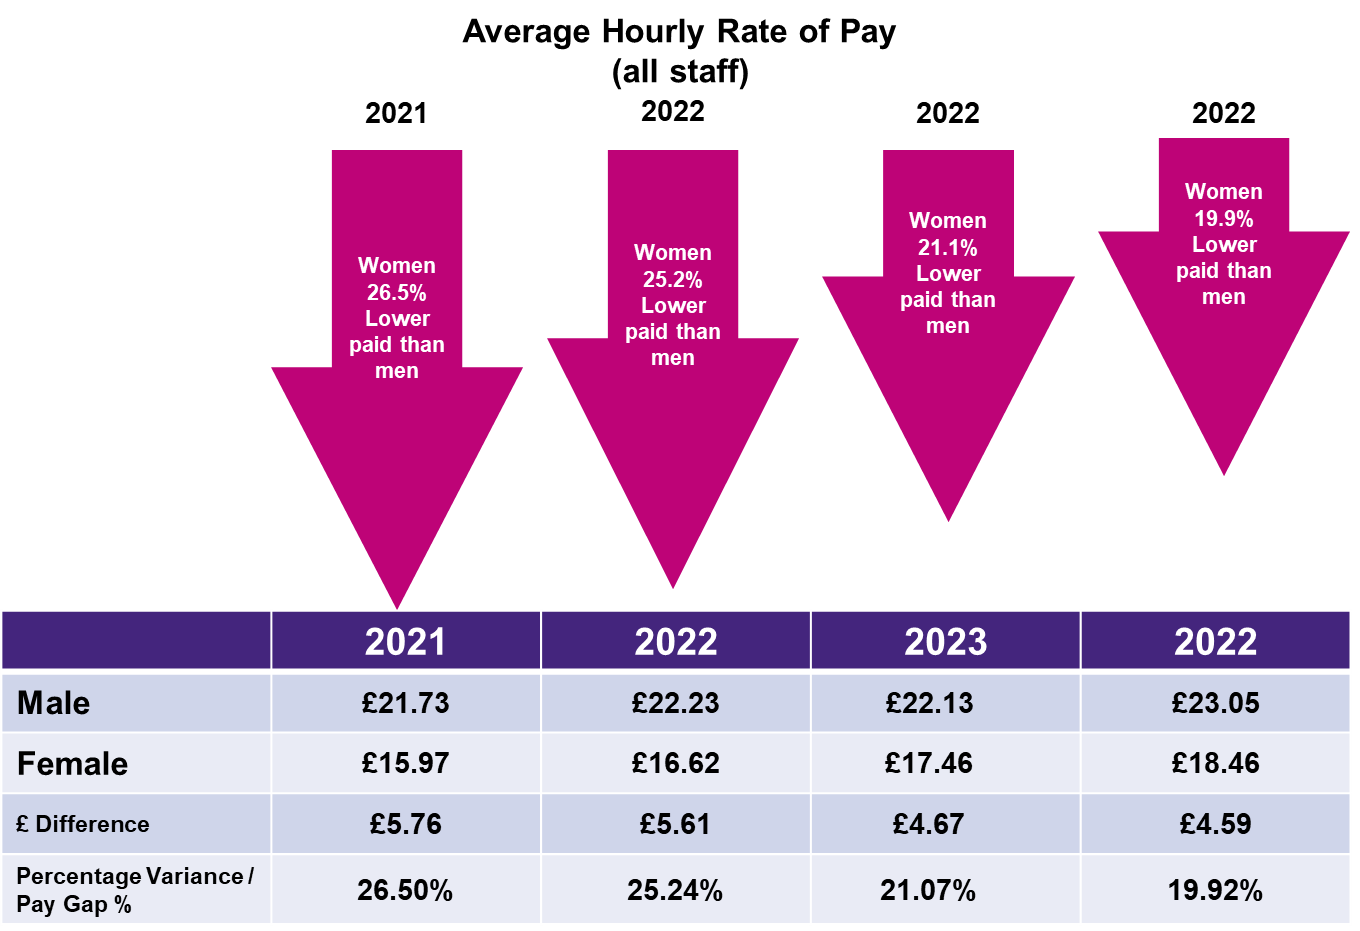 Average Hourly Rate of Pay
(all staff)
2021
2022
2022
2022
Women
26.5%
Lower
paid than
men
Women
25.2%
Lower
paid than
men
Women
21.1%
Lower
paid than
men
Women
19.9%
Lower
paid than
men
2021 2022 2023 2022
Male £21.73 £22.23 £22.13 £23.05
Female £15.97 £16.62 £17.46 £18.46
£ Difference £5.76 £5.61 £4.67 £4.59
Percentage Variance /
Pay Gap % 26.50% 25.24% 21.07% 19.92%